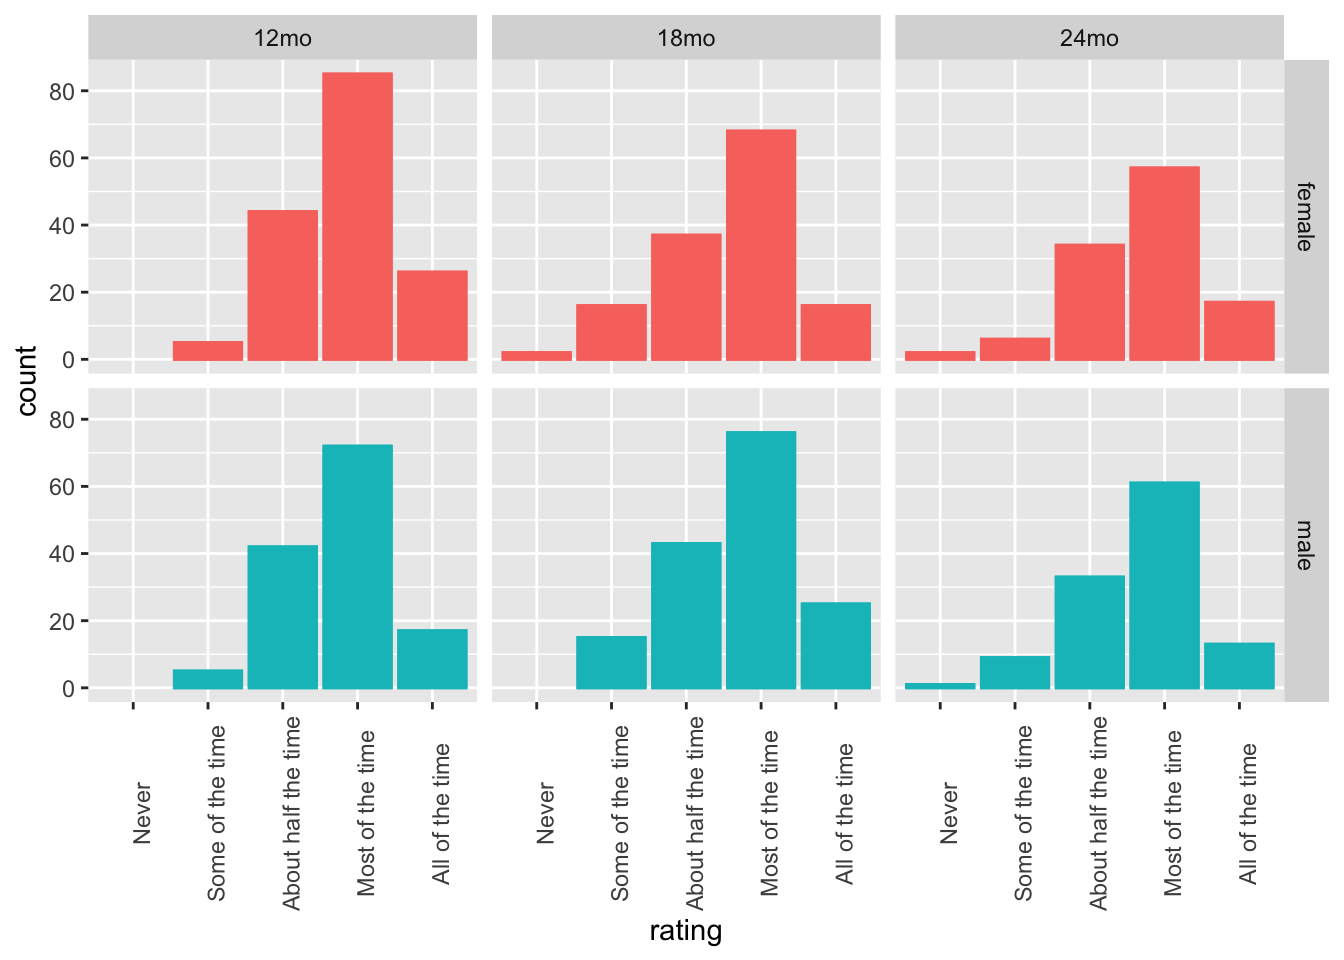 12mo
18mo
24mo
80
60
40
20
0
female
count
80
60
40
20
0
male
Never
Some of the time
About half the time
Most of the time
All of the time
Never
Some of the time
About half the time
Most of the time
All of the time
Never
Some of the time
About half the time
Most of the time
All of the time
rating